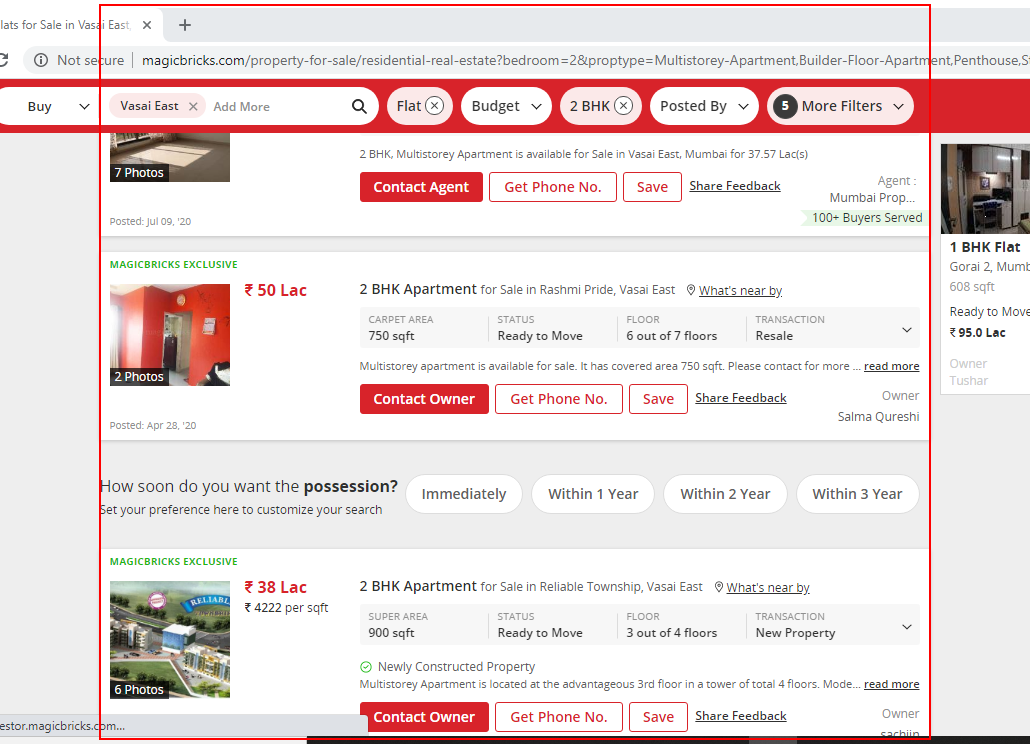 lats for Sale in Vasai East,
Not secure
magicbricks.com/property-for-sale/residential-real-estate?bedroom=2&proptype=Multistorey-Apartment,Builder-Floor-Apartment,Penthouse,St
Buy
Vasai East
Add More
Flat
Budget
2 BHK
Posted By
5 More Filters
7 Photos
Posted: Jul 09, '20
2 BHK, Multistorey Apartment is available for Sale in Vasai East, Mumbai for 37.57 Lac(s)
Contact Agent
Get Phone No.
Save
Share Feedback
Agent :
Mumbai Prop...
100+ Buyers Served
MAGICBRICKS EXCLUSIVE
2 Photos
Posted: Apr 28, '20
₹ 50 Lac
2 BHK Apartment for Sale in Rashmi Pride, Vasai East
What's near by
CARPET AREA
750 sqft
STATUS
Ready to Move
FLOOR
6 out of 7 floors
TRANSACTION
Resale
Multistorey apartment is available for sale. It has covered area 750 sqft. Please contact for more ... read more
Contact Owner
Get Phone No.
Save
Share Feedback
Owner
Salma Qureshi
How soon do you want the possession?
Set your preference here to customize your search
Immediately
Within 1 Year
Within 2 Year
Within 3 Year
MAGICBRICKS EXCLUSIVE
RELIABL
6 Photos
₹ 38 Lac
₹ 4222 per sqft
2 BHK Apartment for Sale in Reliable Township, Vasai East
What's near by
SUPER AREA
900 sqft
STATUS
Ready to Move
FLOOR
3 out of 4 floors
TRANSACTION
New Property
Newly Constructed Property
Multistorey Apartment is located at the advantageous 3rd floor in a tower of total 4 floors. Mode... read more
Contact Owner
Get Phone No.
Save
Share Feedback
Owner
sachiin
1 BHK Flat
Gorai 2, Mumb
608 sqft
Ready to Move
₹ 95.0 Lac
Owner
Tushar
estor.magicbricks.com...